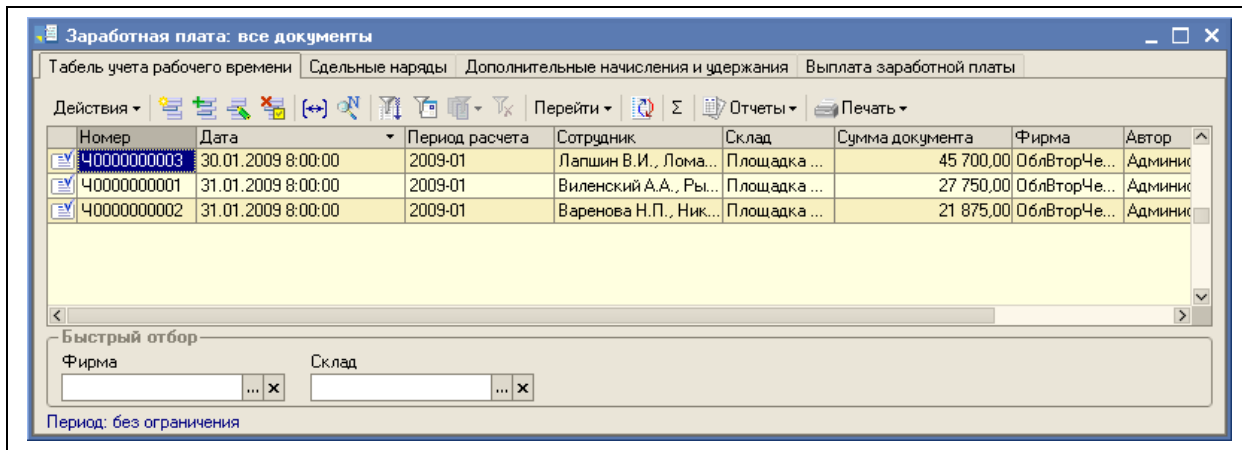 Заработная плата: все документы
Табель учета рабочего времени Сдельные наряды Дополнительные начисления и удержания Выплата заработной платы
Действия Перейти Σ Отчеты Печать
Номер Дата Период расчета Сотрудник Склад Сумма документа Фирма Автор
Ч0000000003 30.01.2009 8:00:00 2009-01 Лапшин В.И., Лома... Площадка ... 45 700,00 ОблВторЧе... Админис
Ч0000000001 31.01.2009 8:00:00 2009-01 Виленский А.А., Ры... Площадка ... 27 750,00 ОблВторЧе... Админис
Ч0000000002 31.01.2009 8:00:00 2009-01 Варенова Н.П., Ник... Площадка ... 21 875,00 ОблВторЧе... Админис
Быстрый отбор
Фирма Склад
... x ... x
Период: без ограничения